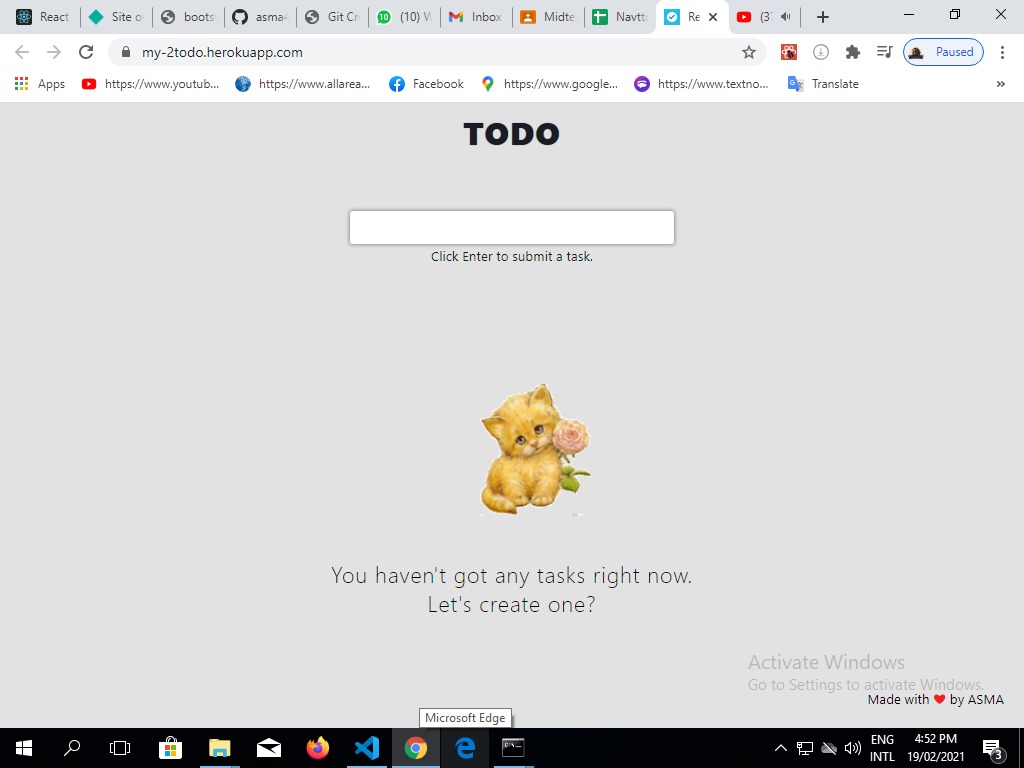 React
Site o
boots
asma4
Git Cr
(10) W
Inbox
Midte
Navtt
Re
(37
my-2todo.herokuapp.com
Paused
Apps
https://www.youtub...
https://www.allarea...
Facebook
https://www.google...
https://www.textno...
Translate
»
TODO
Click Enter to submit a task.
You haven't got any tasks right now.
Let's create one?
Activate Windows
Go to Settings to activate Windows.
Made with ❤ by ASMA
Microsoft Edge
ENG
INTL
4:52 PM
19/02/2021
3